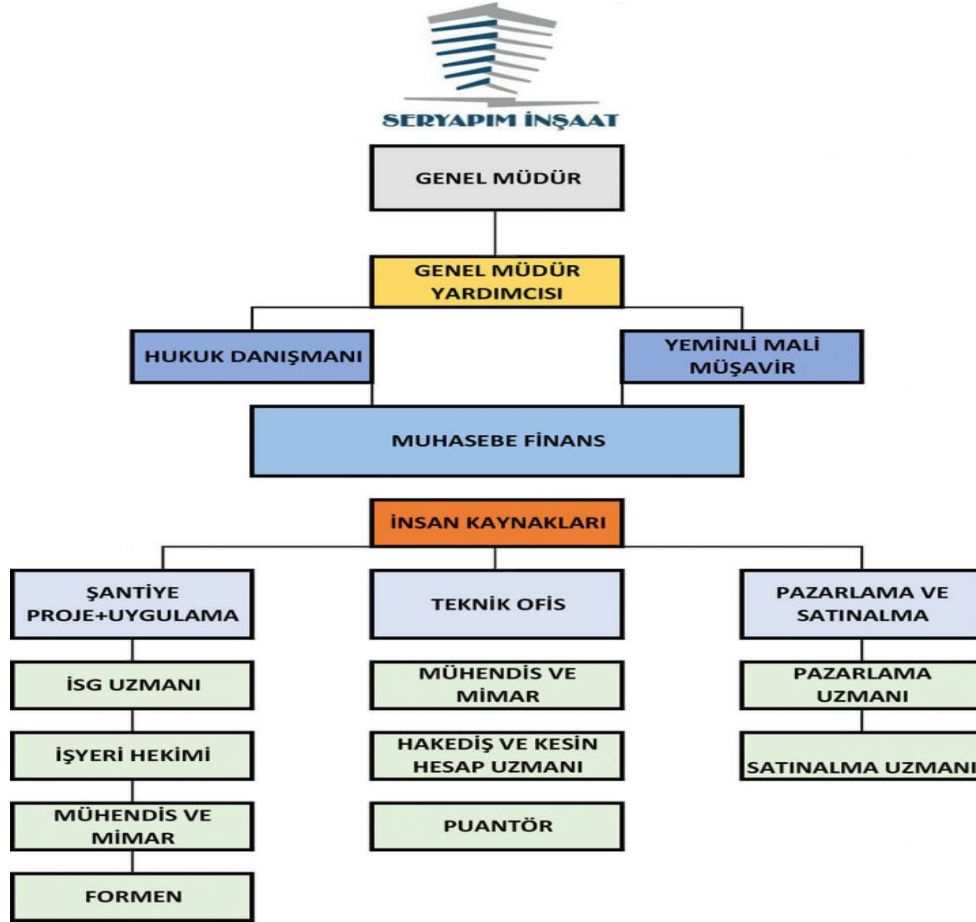 SERYAPIM İNŞAAT
GENEL MÜDÜR
GENEL MÜDÜR
YARDIMCISI
HUKUK DANIŞMANI
YEMİNLİ MALİ
MÜŞAVİR
MUHASEBE FİNANS
İNSAN KAYNAKLARI
ŞANTİYE
PROJE+UYGULAMA
TEKNİK OFİS
PAZARLAMA VE
SATINALMA
İSG UZMANI
MÜHENDİS VE
MİMAR
PAZARLAMA
UZMANI
İŞYERİ HEKİMİ
HAKEDİŞ VE KESİN
HESAP UZMANI
SATINALMA UZMANI
MÜHENDİS VE
MİMAR
PUANTÖR
FORMEN